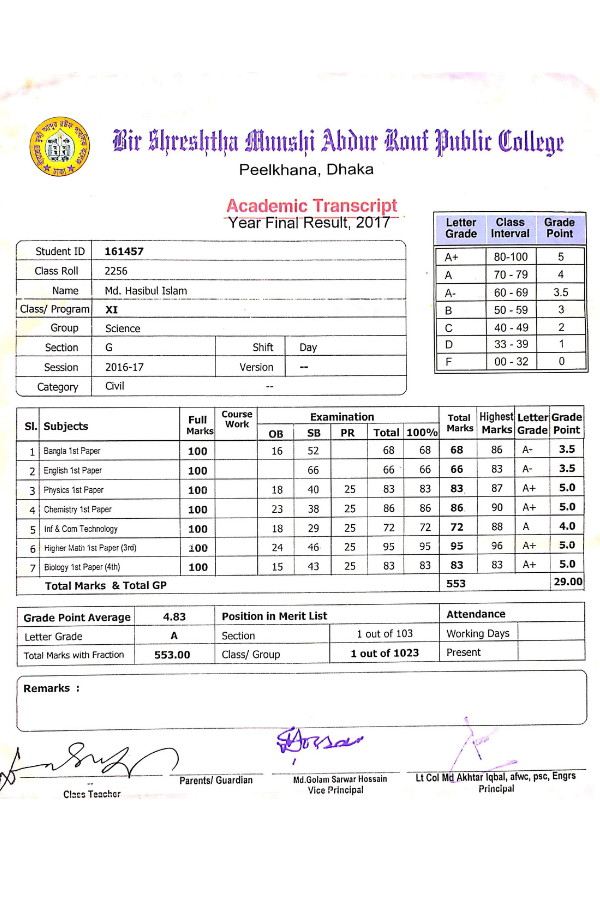 Bir Shreshtha Munshi Abdur Rouf Public College
Peelkhana, Dhaka
Academic Transcript
Year Final Result, 2017
Letter Grade Class Interval Grade Point
A+ 80-100 5
A 70 - 79 4
A- 60 - 69 3.5
B 50 - 59 3
C 40 - 49 2
D 33 - 39 1
F 00 - 32 0
Student ID 161457
Class Roll 2256
Name Md. Hasibul Islam
Class/ Program XI
Group Science
Section G Shift Day
Session 2016-17 Version --
Category Civil --
Sl. Subjects Full Marks Course Work Examination Total Marks Highest Marks Letter Grade Grade Point
OB SB PR Total 100%
1 Bangla 1st Paper 100 16 52 68 68 68 86 A- 3.5
2 English 1st Paper 100 66 66 66 66 83 A- 3.5
3 Physics 1st Paper 100 18 40 25 83 83 83 87 A+ 5.0
4 Chemistry 1st Paper 100 23 38 25 86 86 86 90 A+ 5.0
5 Inf & Com Technology 100 18 29 25 72 72 72 88 A 4.0
6 Higher Math 1st Paper (3rd) 100 24 46 25 95 95 95 96 A+ 5.0
7 Biology 1st Paper (4th) 100 15 43 25 83 83 83 83 A+ 5.0
Total Marks & Total GP 553 29.00
Grade Point Average 4.83 Position in Merit List Attendance
Letter Grade A Section 1 out of 103 Working Days
Total Marks with Fraction 553.00 Class/ Group 1 out of 1023 Present
Remarks :
--
Class Teacher
Parents/ Guardian
Md.Golam Sarwar Hossain
Vice Principal
Lt Col Md Akhtar Iqbal, afwc, psc, Engrs
Principal